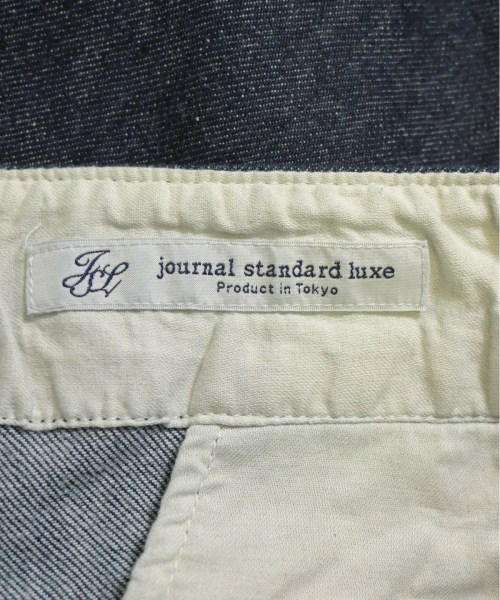 JSL journal standard luxe
Product in Tokyo